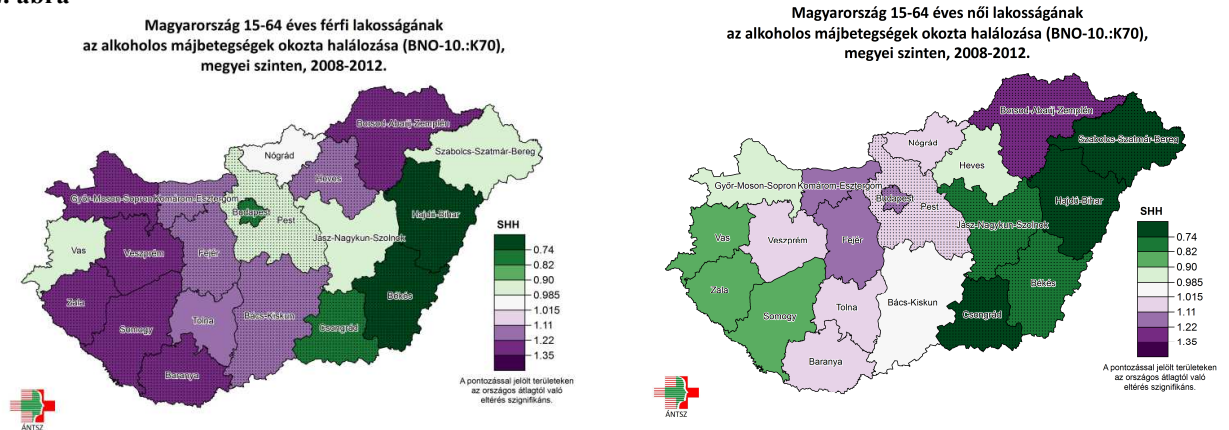 . ábra
Magyarország 15-64 éves férfi lakosságának
az alkoholos májbetegségek okozta halálozása (BNO-10.:K70),
megyei szinten, 2008-2012.
Borsod-Abaúj-Zemplén
Szabolcs-Szatmár-Bereg
Nógrád
Heves
Győr-Moson-Sopron
Komárom-Esztergom
Budapest
Pest
Hajdú-Bihar
Jász-Nagykun-Szolnok
Vas
Veszprém
Fejér
Zala
Somogy
Tolna
Bács-Kiskun
Békés
Csongrád
Baranya
SHH
0.74
0.82
0.90
0.985
1.015
1.11
1.22
1.35
A pontozással jelölt területeken
az országos átlagtól való
eltérés szignifikáns.
ÁNTSZ
Magyarország 15-64 éves női lakosságának
az alkoholos májbetegségek okozta halálozása (BNO-10.:K70),
megyei szinten, 2008-2012.
Borsod-Abaúj-Zemplén
Szabolcs-Szatmár-Bereg
Nógrád
Heves
Győr-Moson-Sopron
Komárom-Esztergom
Budapest
Pest
Hajdú-Bihar
Jász-Nagykun-Szolnok
Vas
Veszprém
Fejér
Zala
Somogy
Tolna
Bács-Kiskun
Békés
Csongrád
Baranya
SHH
0.74
0.82
0.90
0.985
1.015
1.11
1.22
1.35
A pontozással jelölt területeken
az országos átlagtól való
eltérés szignifikáns.
ÁNTSZ